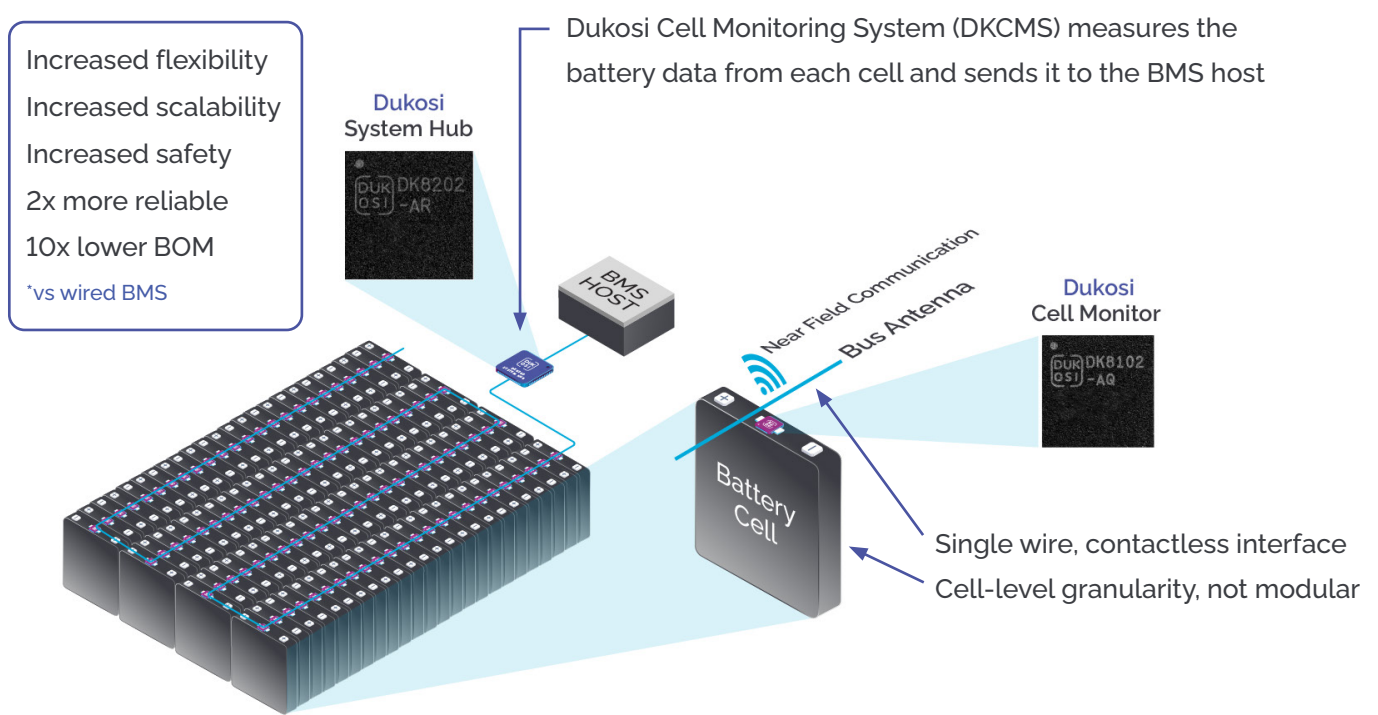 Increased flexibility
Increased scalability
Increased safety
2x more reliable
10x lower BOM
*vs wired BMS
Dukosi Cell Monitoring System (DKCMS) measures the
battery data from each cell and sends it to the BMS host
Dukosi
System Hub
DUK
OSI
DK8202
-AR
BMS
HOST
Near Field Communication
Bus Antenna
Dukosi
Cell Monitor
DUK
OSI
DK8102
-AQ
Battery
Cell
Single wire, contactless interface
Cell-level granularity, not modular